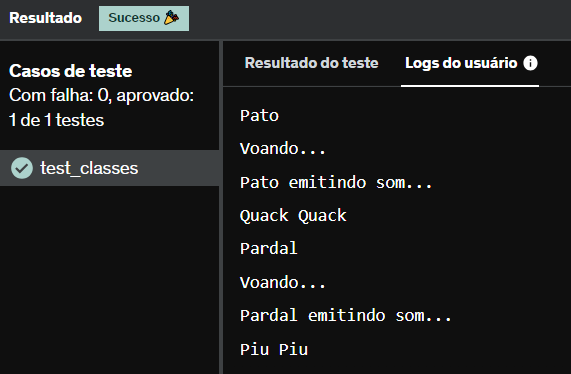 Resultado
Sucesso
Casos de teste
Com falha: 0, aprovado:
1 de 1 testes
test_classes
Resultado do teste
Logs do usuário
Pato
Voando...
Pato emitindo som...
Quack Quack
Pardal
Voando...
Pardal emitindo som...
Piu Piu